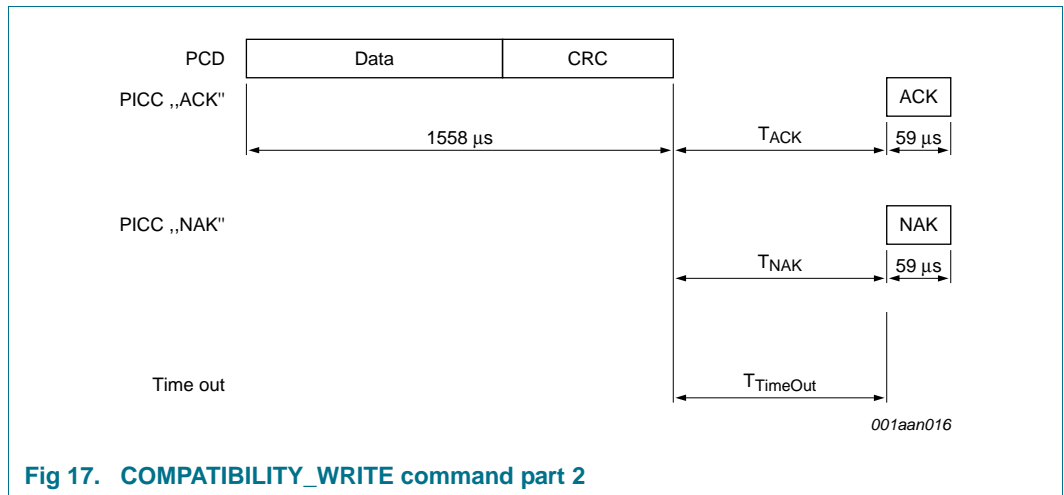 PCD Data CRC
PICC ,,ACK" ACK
1558 µs TACK 59 µs
PICC ,,NAK" NAK
TNAK 59 µs
Time out TTimeOut
001aan016
Fig 17. COMPATIBILITY_WRITE command part 2